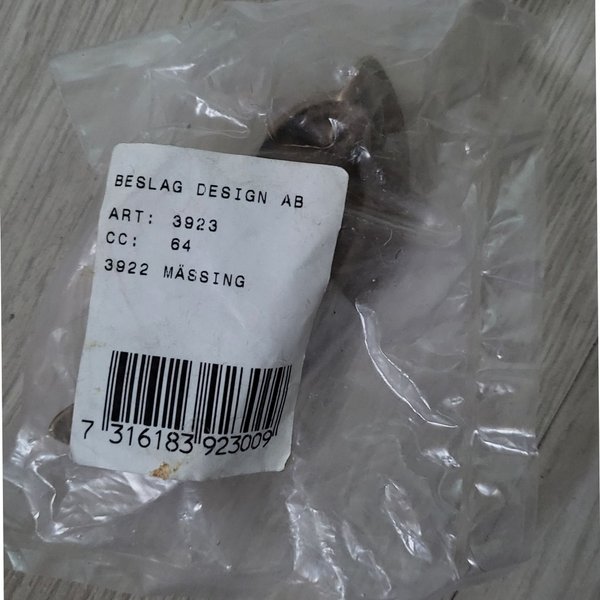 BESLAG DESIGN AB
ART: 3923
CC: 64
3922 MÄSSING
7 316183 923009